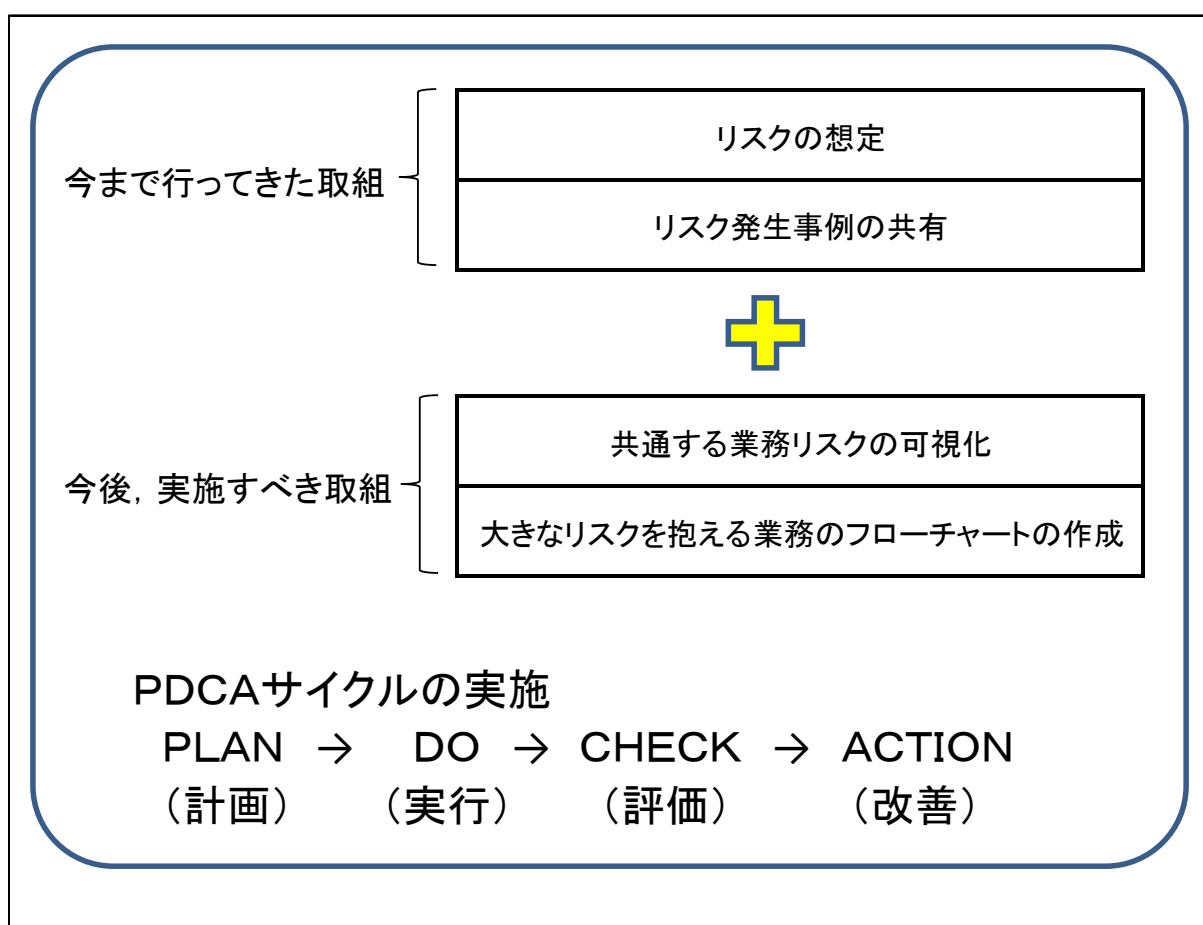 リスクの想定
今まで行ってきた取組
リスク発生事例の共有
共通する業務リスクの可視化
今後，実施すべき取組
大きなリスクを抱える業務のフローチャートの作成
ＰＤＣＡサイクルの実施
ＰＬＡＮ → ＤＯ → ＣＨＥＣＫ → ＡＣＴＩＯＮ
（計画） （実行） （評価） （改善）